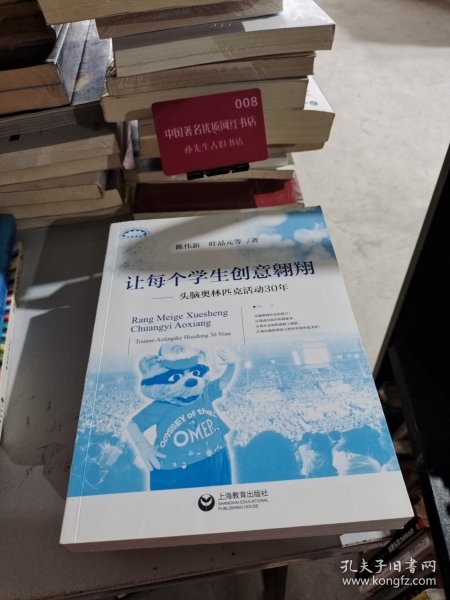 008
中国著名优质网红书店
孙先生古旧书店
陈伟新 叶品元等 / 著
让每个学生创意翱翔
——头脑奥林匹克活动30年
Rang Meige Xuesheng
Chuangyi Aoxiang
Tounao Aolinpike Huodong 30 Nian
ODYSSEY of the
OMER
上海教育出版社
SHANGHAI EDUCATIONAL
PUBLISHING HOUSE
孔夫子旧书网
www.kongfz.com